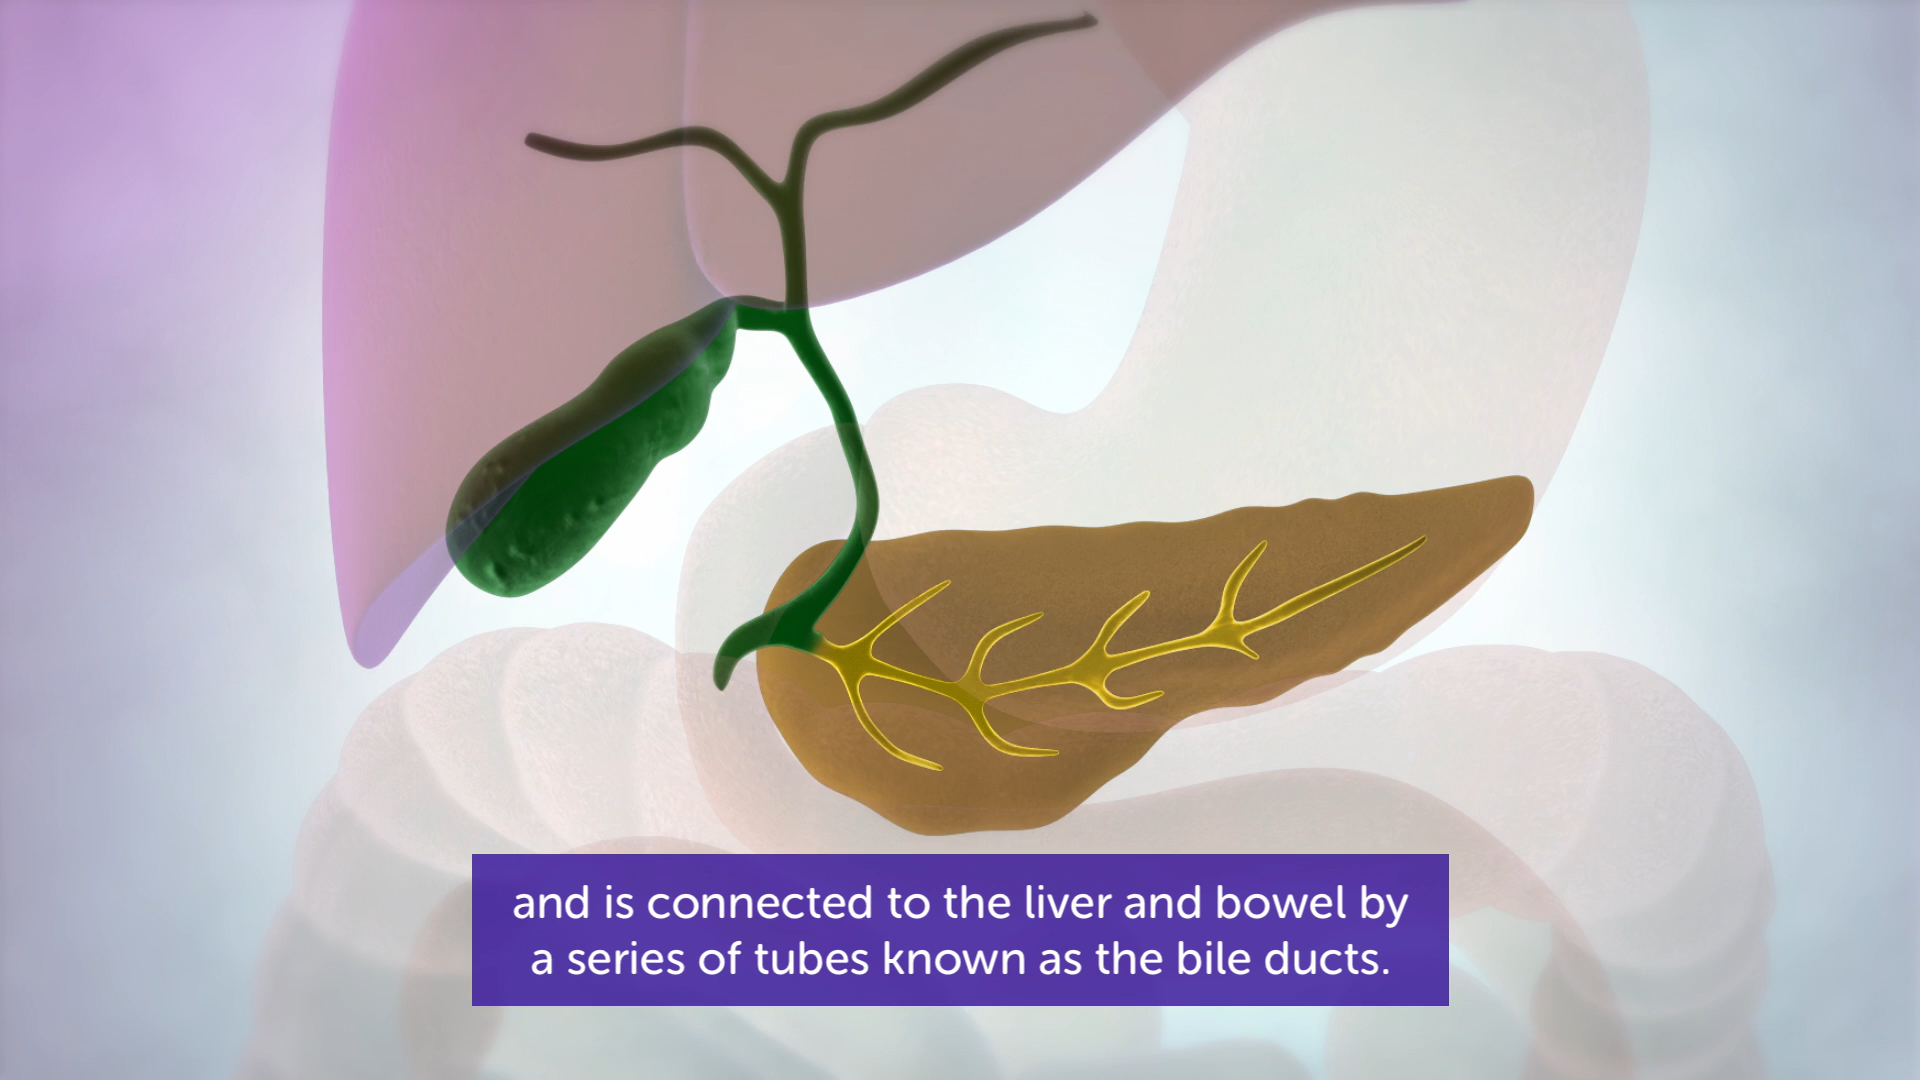 and is connected to the liver and bowel by
a series of tubes known as the bile ducts.